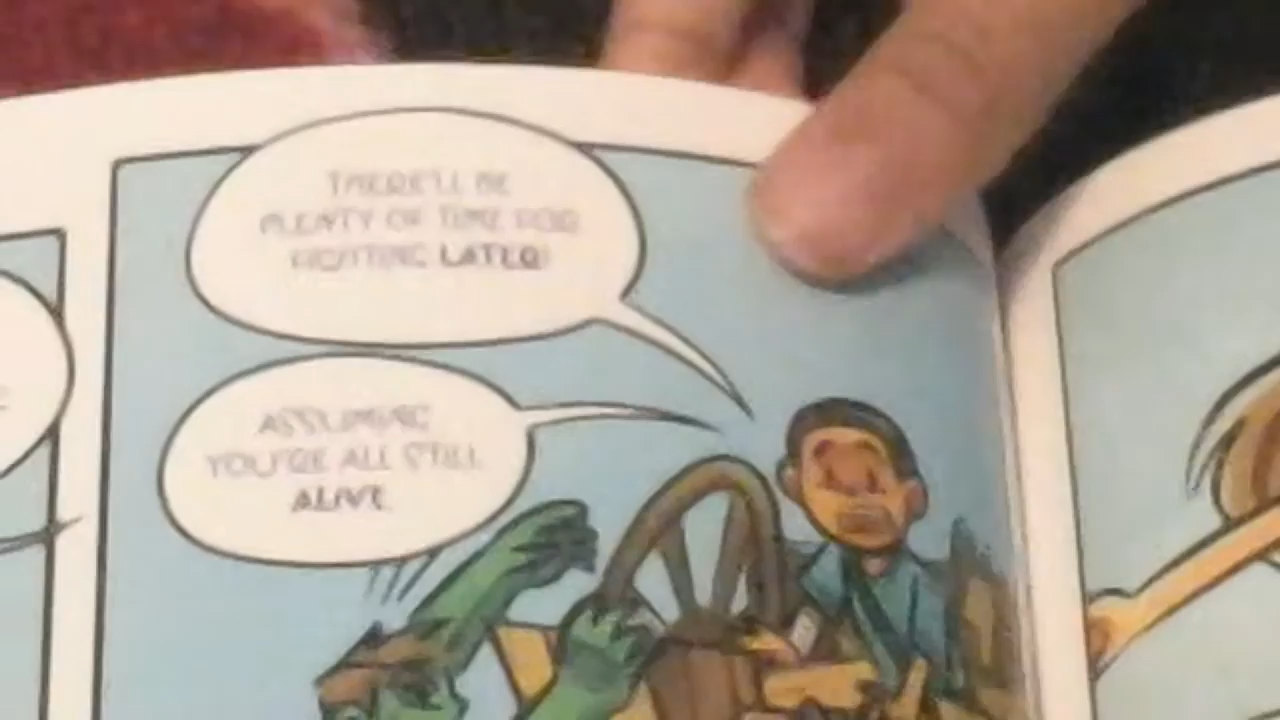 THERE'LL BE
PLENTY OF TIME FOR
FIGHTING LATER!
ASSUMING
YOU'RE ALL STILL
ALIVE.